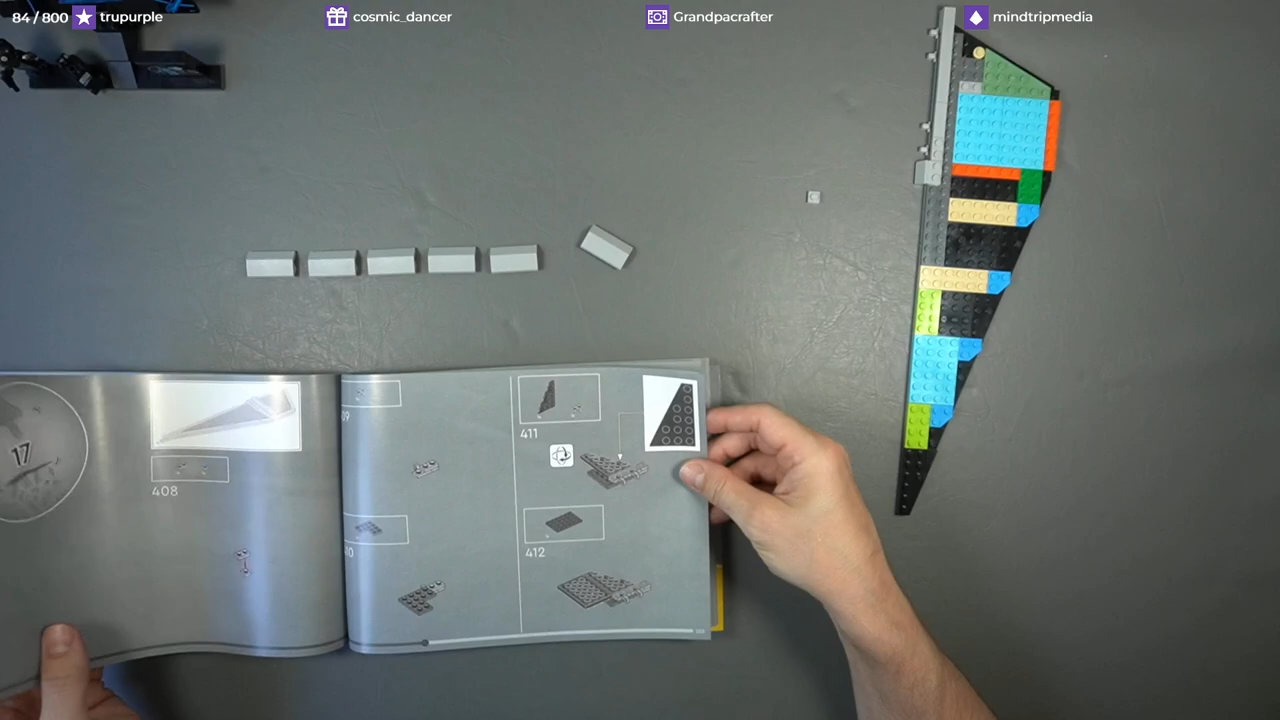 84 / 800 trupurple
cosmic_dancer
Grandpacrafter
mindtripmedia
17
408
411
412